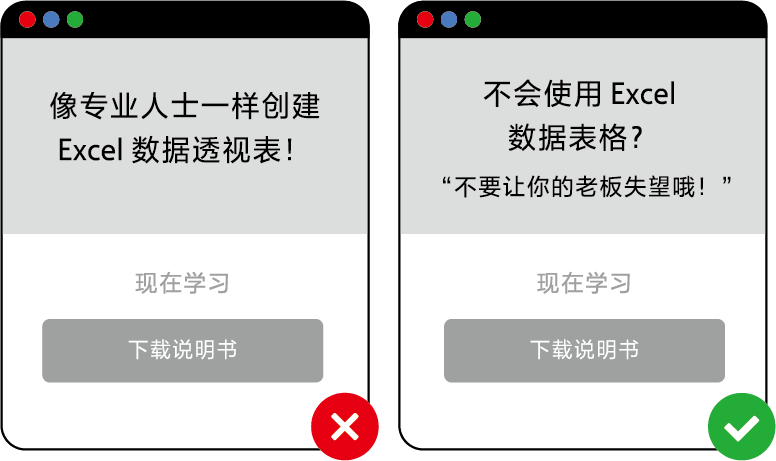 像专业人士一样创建
Excel 数据透视表！
现在学习
下载说明书
不会使用 Excel
数据表格？
“不要让你的老板失望哦！”
现在学习
下载说明书